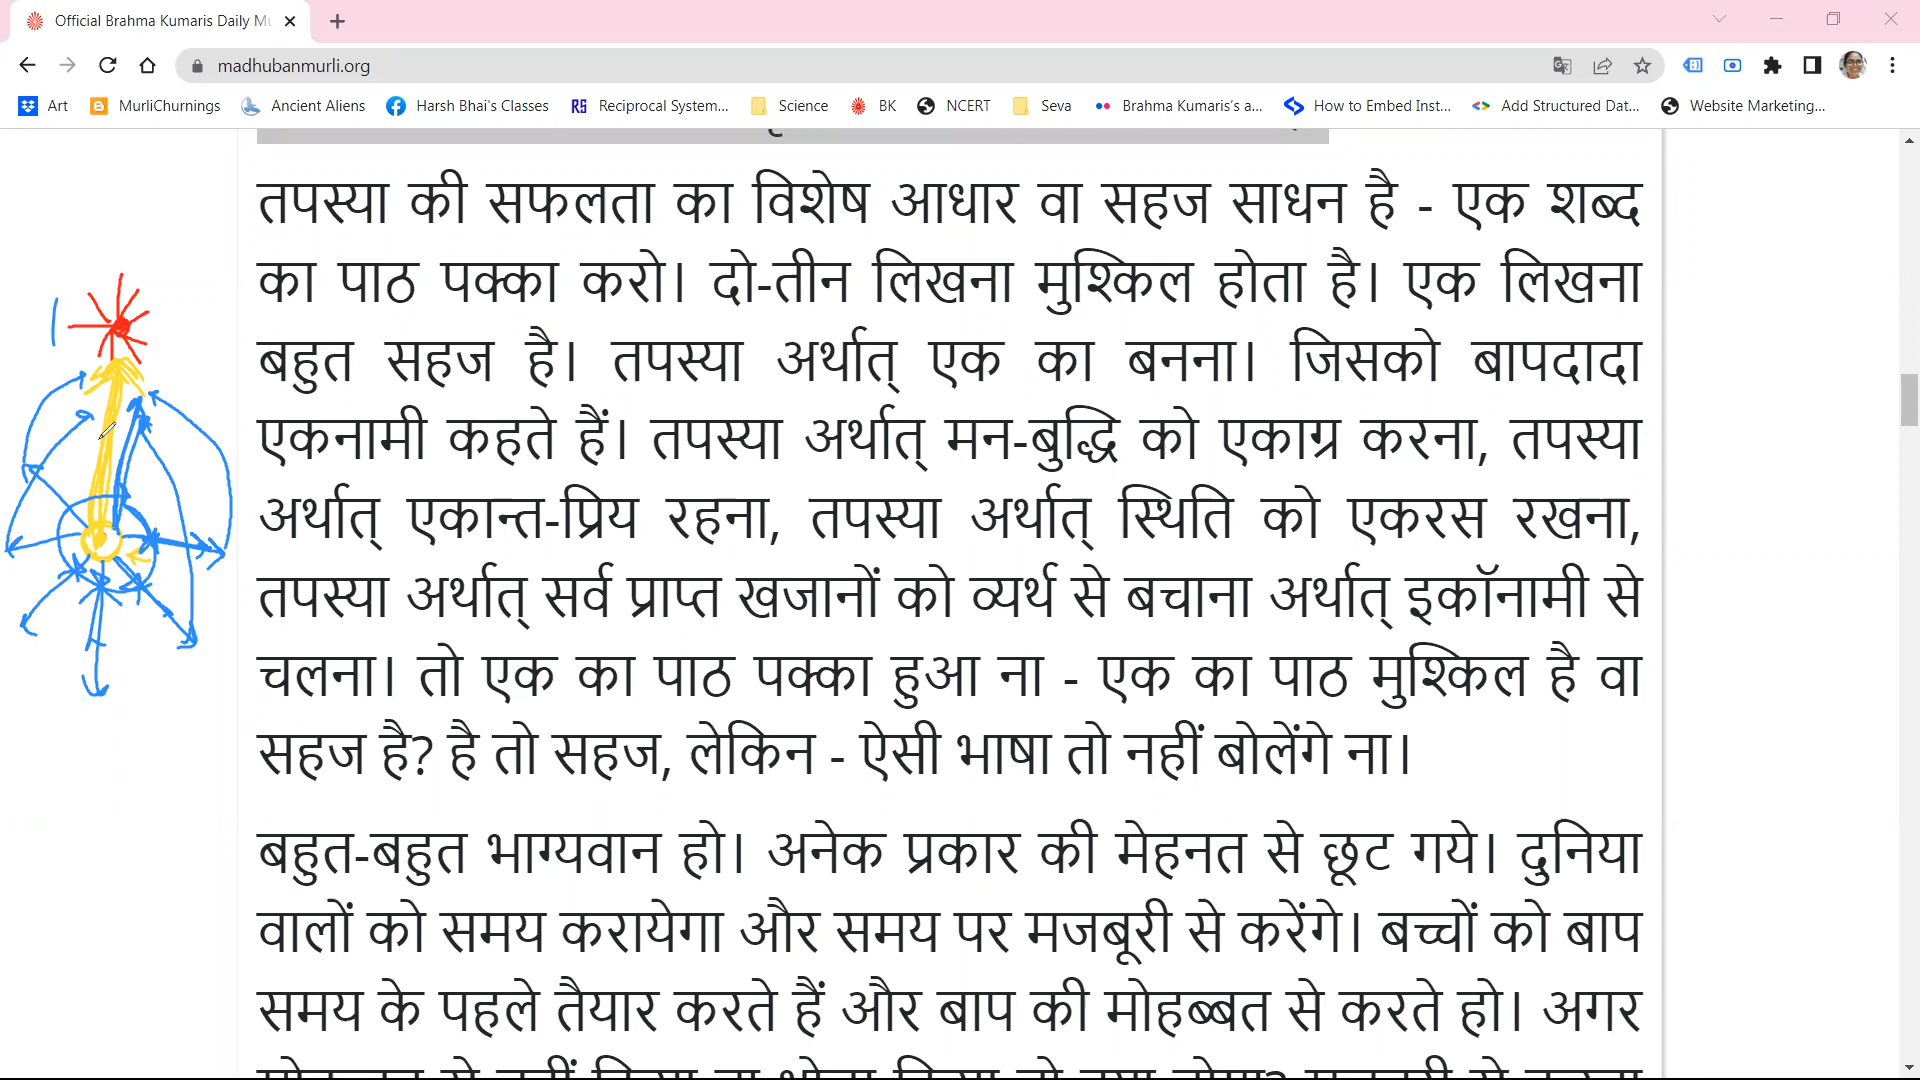 Official Brahma Kumaris Daily Mu
madhubanmurli.org
Art MurliChurnings Ancient Aliens Harsh Bhai's Classes Reciprocal System... Science BK NCERT Seva Brahma Kumaris's a... How to Embed Inst... Add Structured Dat... Website Marketing...
तपस्या की सफलता का विशेष आधार वा सहज साधन है - एक शब्द
का पाठ पक्का करो। दो-तीन लिखना मुश्किल होता है। एक लिखना
बहुत सहज है। तपस्या अर्थात् एक का बनना। जिसको बापदादा
एकनामी कहते हैं। तपस्या अर्थात् मन-बुद्धि को एकाग्र करना, तपस्या
अर्थात् एकान्त-प्रिय रहना, तपस्या अर्थात् स्थिति को एकरस रखना,
तपस्या अर्थात् सर्व प्राप्त खजानों को व्यर्थ से बचाना अर्थात् इकॉनामी से
चलना। तो एक का पाठ पक्का हुआ ना - एक का पाठ मुश्किल है वा
सहज है? है तो सहज, लेकिन - ऐसी भाषा तो नहीं बोलेंगे ना।
बहुत-बहुत भाग्यवान हो। अनेक प्रकार की मेहनत से छूट गये। दुनिया
वालों को समय करायेगा और समय पर मजबूरी से करेंगे। बच्चों को बाप
समय के पहले तैयार करते हैं और बाप की मोहब्बत से करते हो। अगर